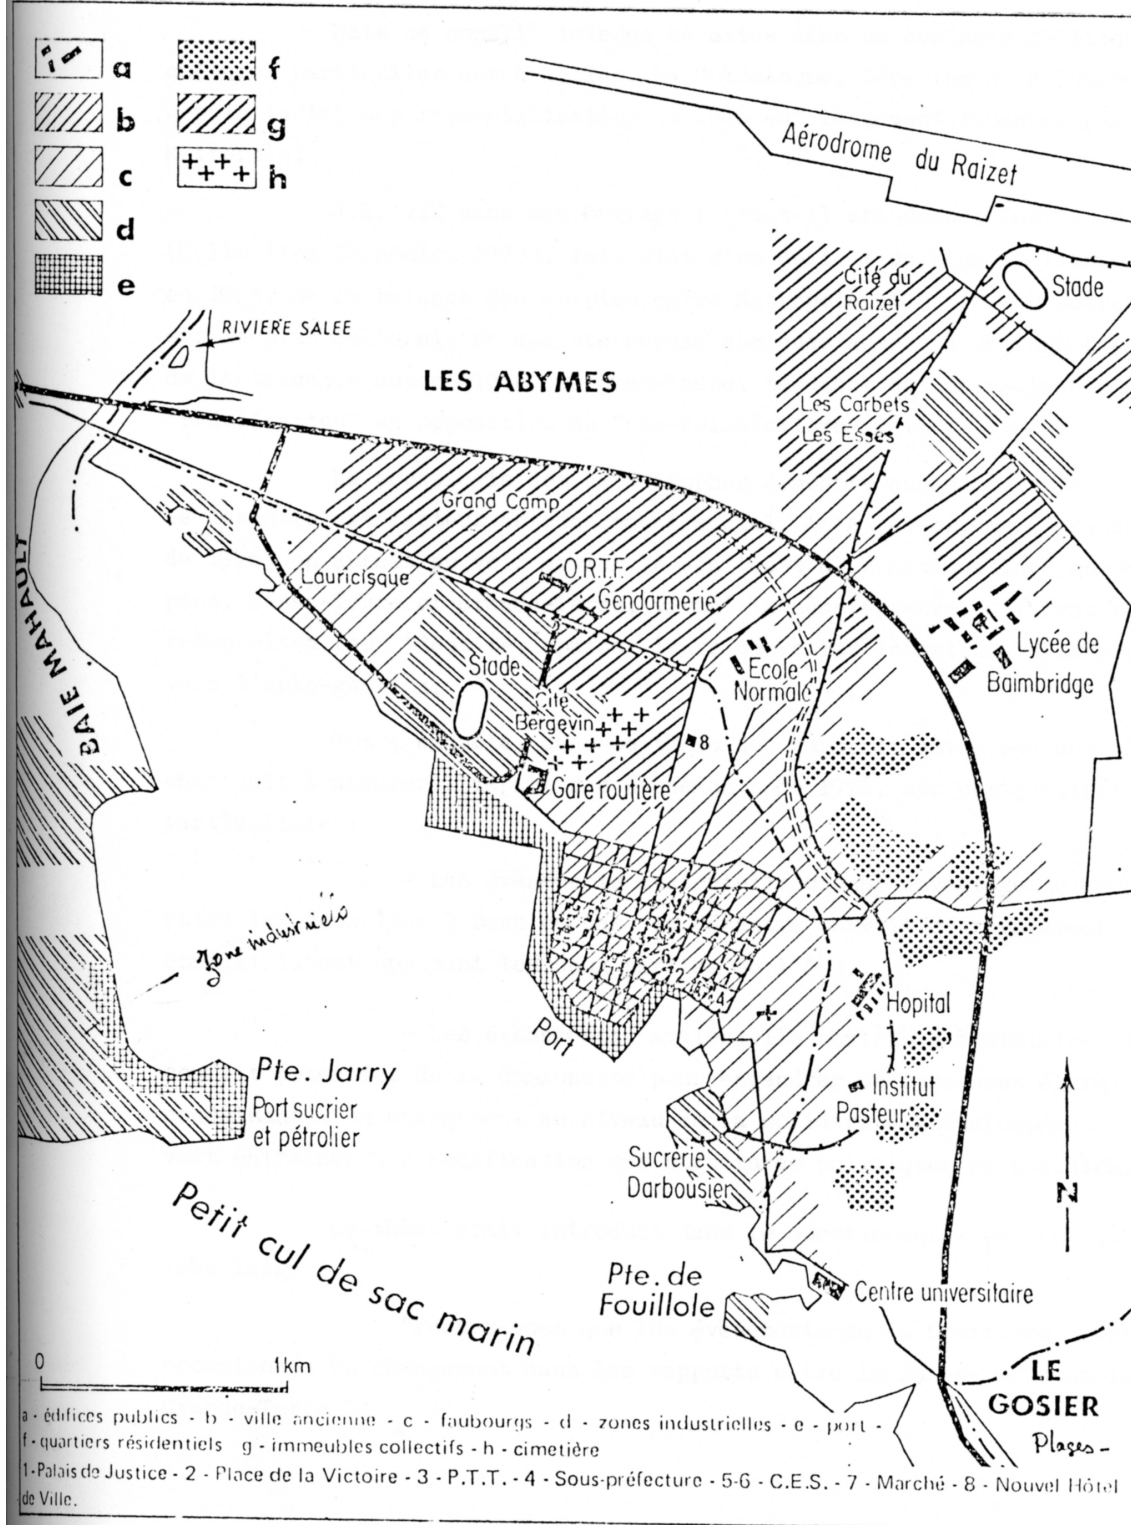 a
b
c
d
e
f
g
h
Aérodrome du Raizet
Cité du
Raizet
Stade
RIVIERE SALEE
LES ABYMES
Les Carbets
Les Esses
Grand Camp
BAIE MAHAULT
Lauricisque
O.R.T.F.
Gendarmerie
Stade
Cité
Bergevin
Ecole
Normale
Lycée de
Baimbridge
8
Gare routière
zone industrielle
2
4
Port
Hopital
Pte. Jarry
Port sucrier
et pétrolier
Institut
Pasteur
Sucrerie
Darbousier
N
Petit cul de sac marin
Pte. de
Fouillole
Centre universitaire
0 1km
LE
GOSIER
Plages -
a - édifices publics - b - ville ancienne - c - faubourgs - d - zones industrielles - e - port -
f - quartiers résidentiels g - immeubles collectifs - h - cimetière
1 - Palais de Justice - 2 - Place de la Victoire - 3 - P.T.T. - 4 - Sous-préfecture - 5-6 - C.E.S. - 7 - Marché - 8 - Nouvel Hôtel
de Ville.